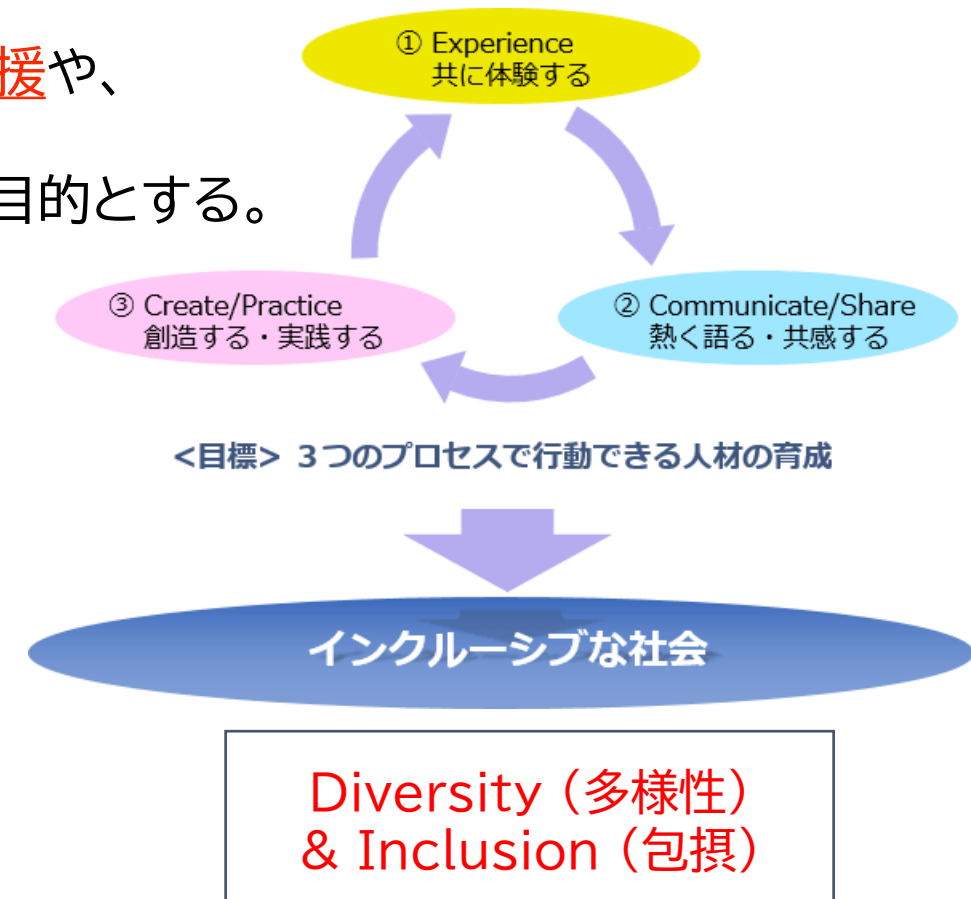 援や、
① Experience
共に体験する
目的とする。
③ Create/Practice
創造する・実践する
② Communicate/Share
熱く語る・共感する
<目標> ３つのプロセスで行動できる人材の育成
インクルーシブな社会
Diversity（多様性）
& Inclusion（包摂）